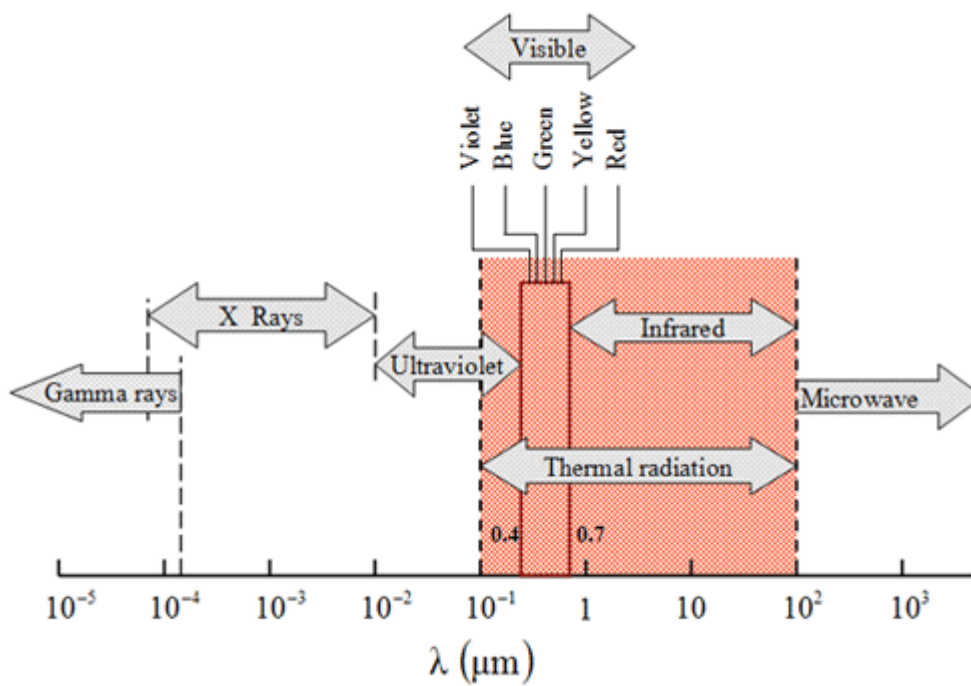 Visible
Violet
Blue
Green
Yellow
Red
X Rays
Infrared
Ultraviolet
Gamma rays
Microwave
Thermal radiation
0.4
0.7
10⁻⁵ 10⁻⁴ 10⁻³ 10⁻² 10⁻¹ 1 10 10² 10³
λ (μm)